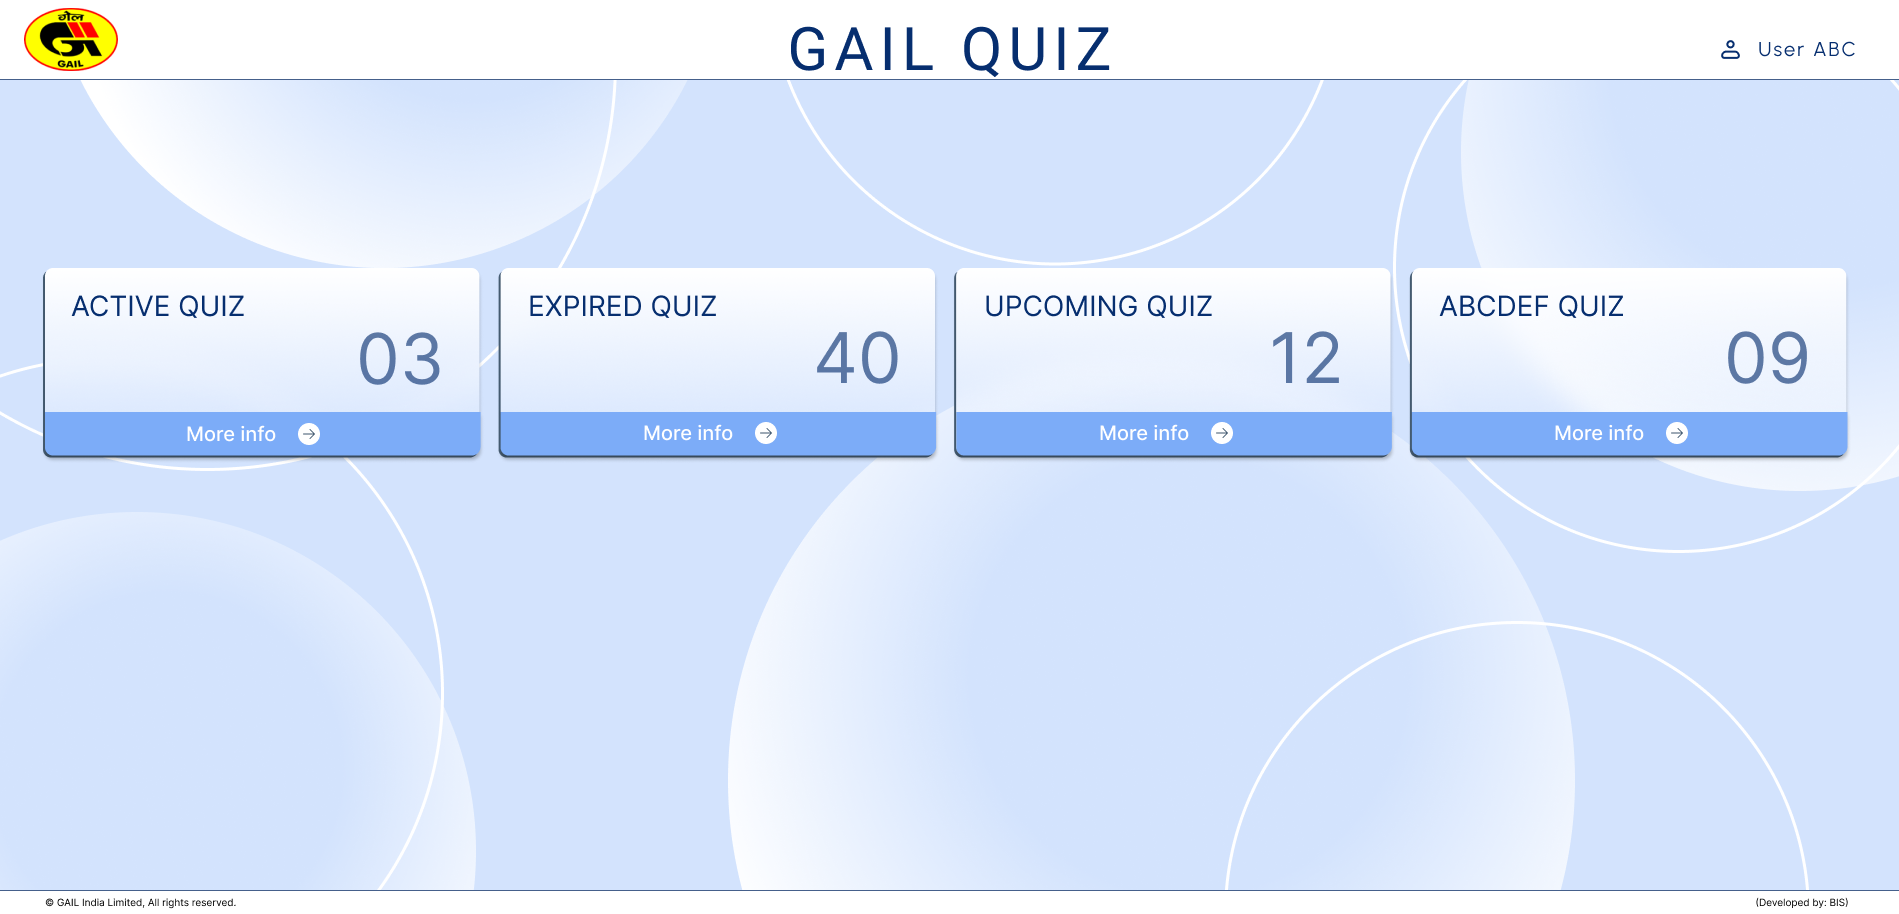 गेल
GAIL
GAIL QUIZ
User ABC
ACTIVE QUIZ
03
More info
EXPIRED QUIZ
40
More info
UPCOMING QUIZ
12
More info
ABCDEF QUIZ
09
More info
© GAIL India Limited, All rights reserved.
(Developed by: BIS)